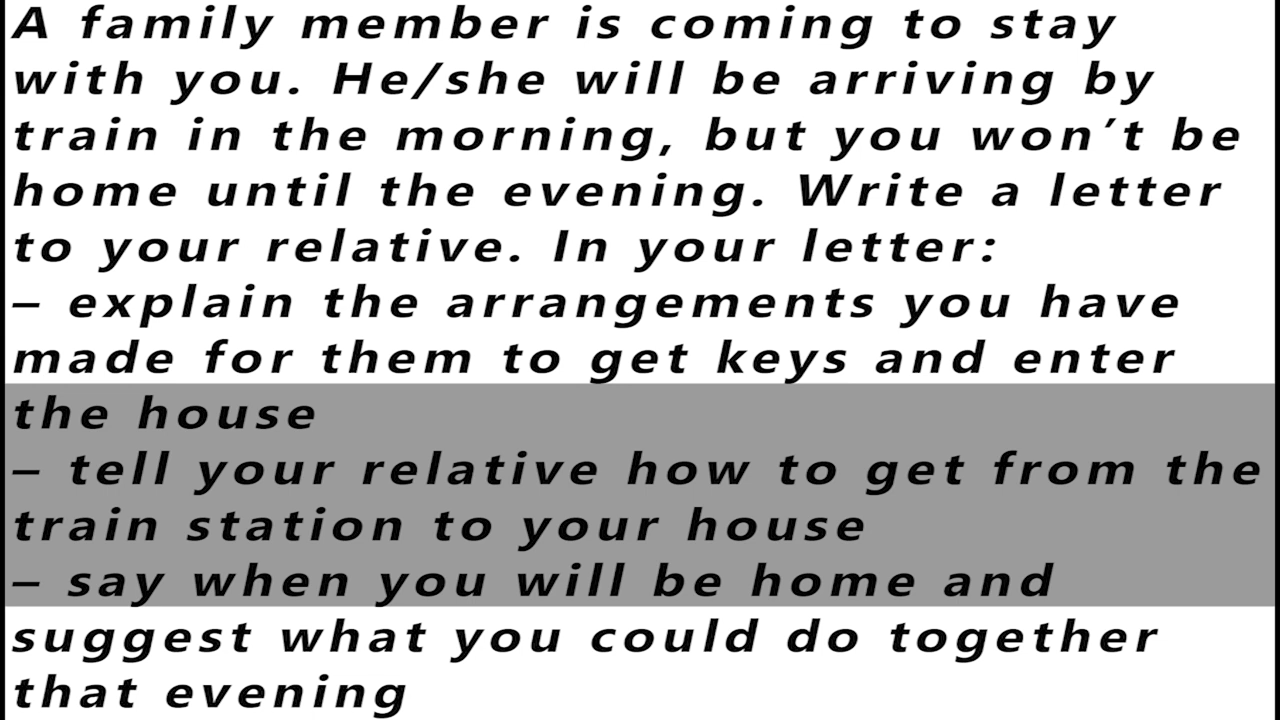 A family member is coming to stay
with you. He/she will be arriving by
train in the morning, but you won’t be
home until the evening. Write a letter
to your relative. In your letter:
– explain the arrangements you have
made for them to get keys and enter
the house
– tell your relative how to get from the
train station to your house
– say when you will be home and
suggest what you could do together
that evening